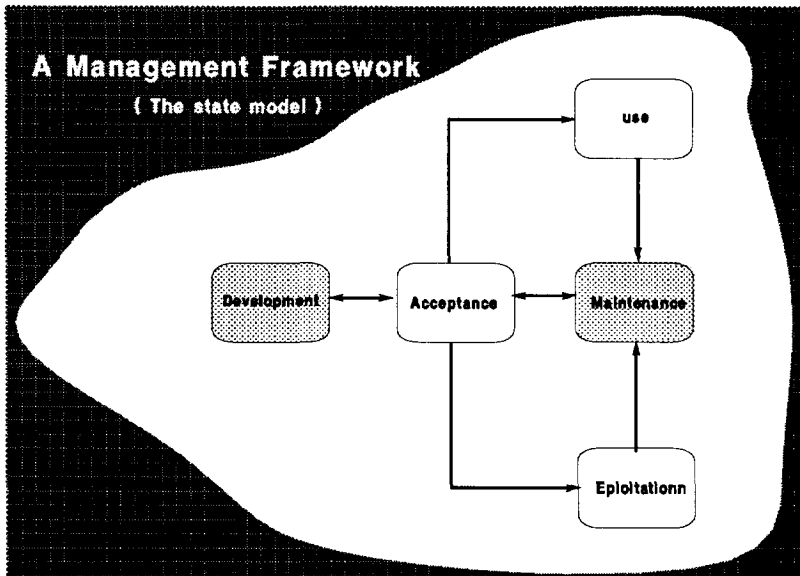 A Management Framework
( The state model )
use
Development
Acceptance
Maintenance
Eploitationn